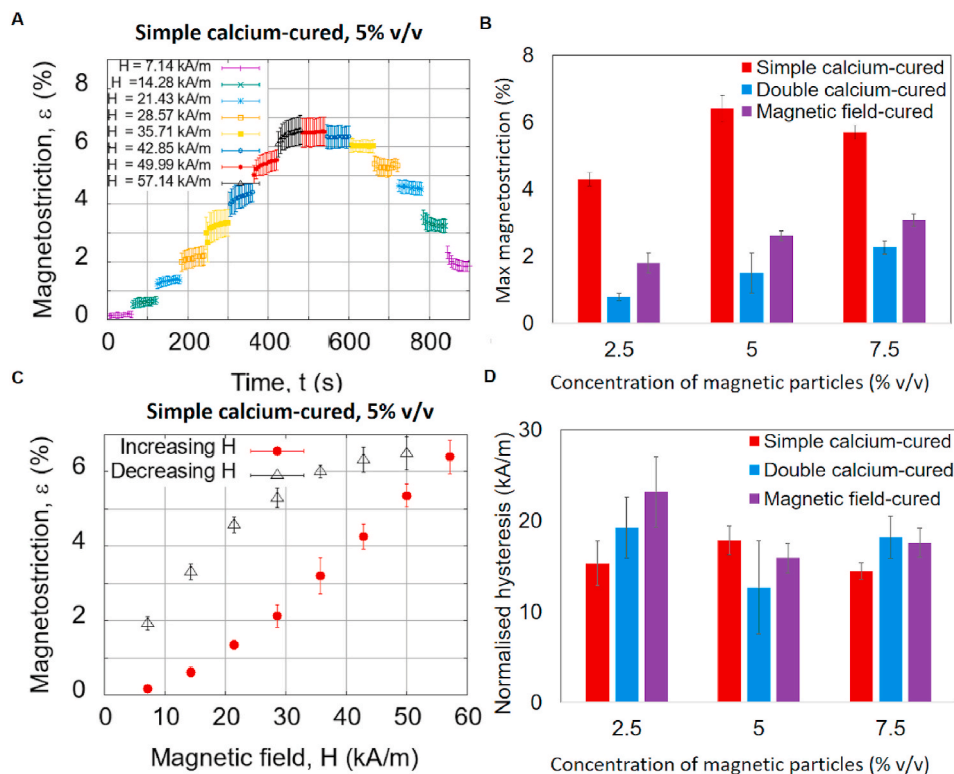 A
Simple calcium-cured, 5% v/v
H = 7.14 kA/m
H =14.28 kA/m
H = 21.43 kA/m
H = 28.57 kA/m
H = 35.71 kA/m
H = 42.85 kA/m
H = 49.99 kA/m
H = 57.14 kA/m
Magnetostriction, ε (%)
8
6
4
2
0
0 200 400 600 800
Time, t (s)
B
Simple calcium-cured
Double calcium-cured
Magnetic field-cured
Max magnetostriction (%)
8
6
4
2
0
2.5 5 7.5
Concentration of magnetic particles (% v/v)
C
Simple calcium-cured, 5% v/v
Increasing H
Decreasing H
Magnetostriction, ε (%)
6
4
2
0
0 10 20 30 40 50 60
Magnetic field, H (kA/m)
D
Simple calcium-cured
Double calcium-cured
Magnetic field-cured
Normalised hysteresis (kA/m)
30
20
10
0
2.5 5 7.5
Concentration of magnetic particles (% v/v)